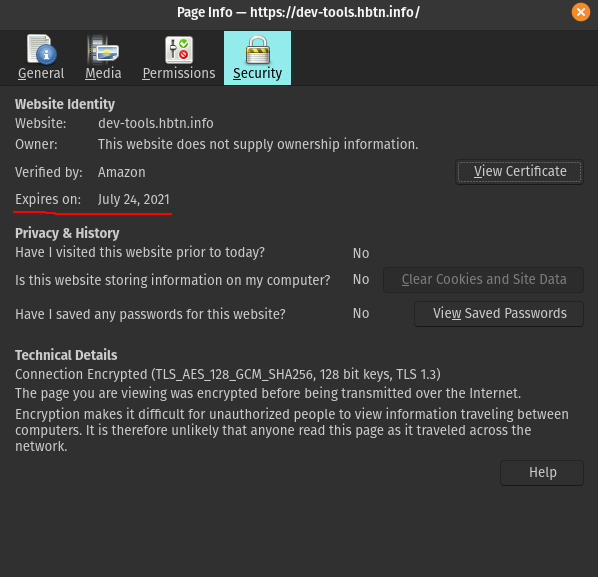 Page Info — https://dev-tools.hbtn.info/
General Media Permissions Security
Website Identity
Website: dev-tools.hbtn.info
Owner: This website does not supply ownership information.
Verified by: Amazon View Certificate
Expires on: July 24, 2021
Privacy & History
Have I visited this website prior to today? No
Is this website storing information on my computer? No Clear Cookies and Site Data
Have I saved any passwords for this website? No View Saved Passwords
Technical Details
Connection Encrypted (TLS_AES_128_GCM_SHA256, 128 bit keys, TLS 1.3)
The page you are viewing was encrypted before being transmitted over the Internet.
Encryption makes it difficult for unauthorized people to view information traveling between
computers. It is therefore unlikely that anyone read this page as it traveled across the
network.
Help